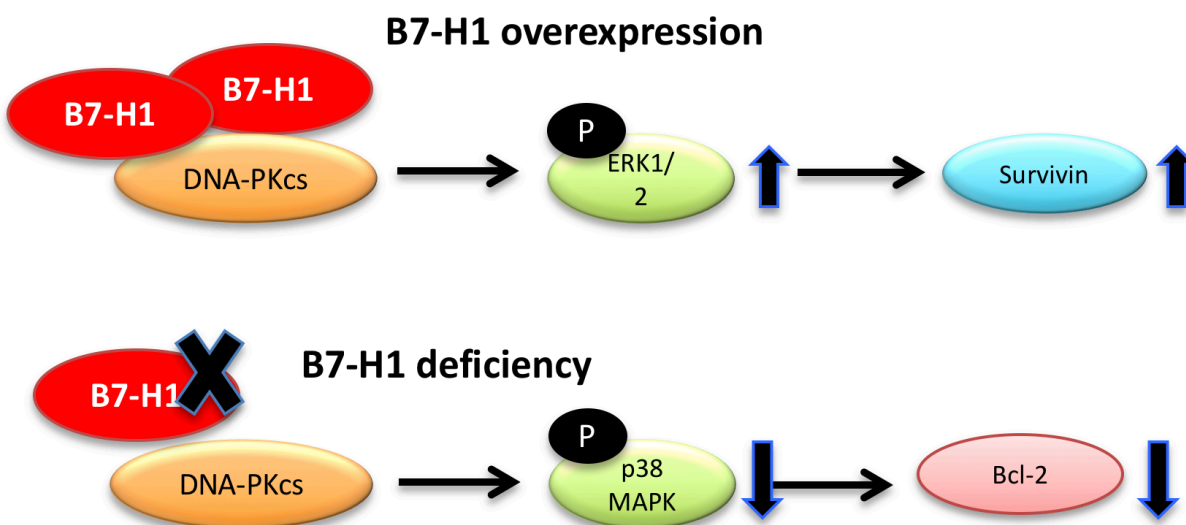 B7-H1 overexpression
B7-H1
B7-H1
DNA-PKcs
P
ERK1/
2
Survivin
B7-H1 deficiency
B7-H1
DNA-PKcs
P
p38
MAPK
Bcl-2